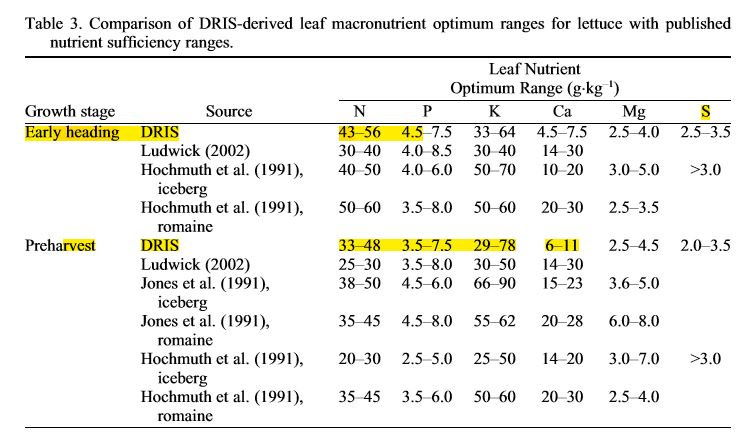 Table 3. Comparison of DRIS-derived leaf macronutrient optimum ranges for lettuce with published
nutrient sufficiency ranges.
Leaf Nutrient
Optimum Range (g·kg⁻¹)
Growth stage Source N P K Ca Mg S
Early heading DRIS 43–56 4.5–7.5 33–64 4.5–7.5 2.5–4.0 2.5–3.5
Ludwick (2002) 30–40 4.0–8.5 30–40 14–30
Hochmuth et al. (1991), 40–50 4.0–6.0 50–70 10–20 3.0–5.0 >3.0
iceberg
Hochmuth et al. (1991), 50–60 3.5–8.0 50–60 20–30 2.5–3.5
romaine
Preharvest DRIS 33–48 3.5–7.5 29–78 6–11 2.5–4.5 2.0–3.5
Ludwick (2002) 25–30 3.5–8.0 30–50 14–30
Jones et al. (1991), 38–50 4.5–6.0 66–90 15–23 3.6–5.0
iceberg
Jones et al. (1991), 35–45 4.5–8.0 55–62 20–28 6.0–8.0
romaine
Hochmuth et al. (1991), 20–30 2.5–5.0 25–50 14–20 3.0–7.0 >3.0
iceberg
Hochmuth et al. (1991), 35–45 3.5–6.0 50–60 20–30 2.5–4.0
romaine